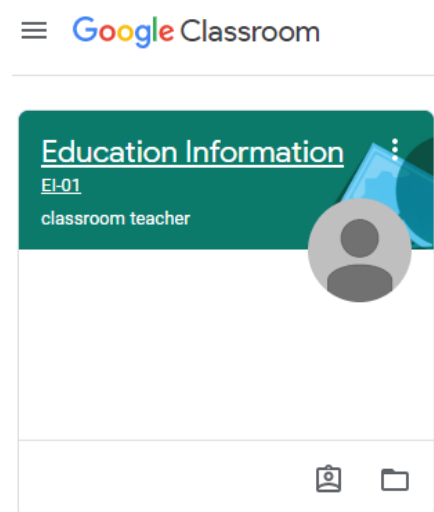 Google Classroom
Education Information
EI-01
classroom teacher